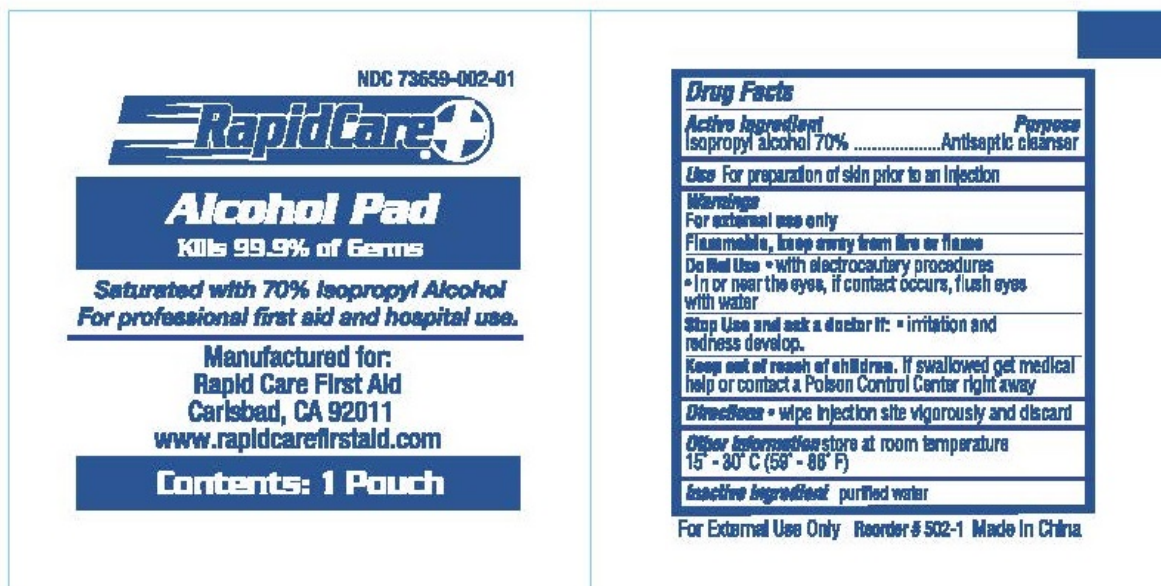 NDC 73659-002-01
RapidCare®
Alcohol Pad
Kills 99.9% of Germs
Saturated with 70% Isopropyl Alcohol
For professional first aid and hospital use.
Manufactured for:
Rapid Care First Aid
Carlsbad, CA 92011
www.rapidcarefirstaid.com
Contents: 1 Pouch
Drug Facts
Active Ingredient Purpose
Isopropyl alcohol 70% ....................Antiseptic cleanser
Use For preparation of skin prior to an injection
Warnings
For external use only
Flammable, keep away from fire or flame
Do Not Use • with electrocautery procedures
• In or near the eyes, if contact occurs, flush eyes
with water
Stop Use and ask a doctor if: • irritation and
redness develop.
Keep out of reach of children. If swallowed get medical
help or contact a Poison Control Center right away
Directions • wipe injection site vigorously and discard
Other information store at room temperature
15° - 30° C (59° - 86° F)
Inactive ingredient purified water
For External Use Only Reorder # 502-1 Made In China